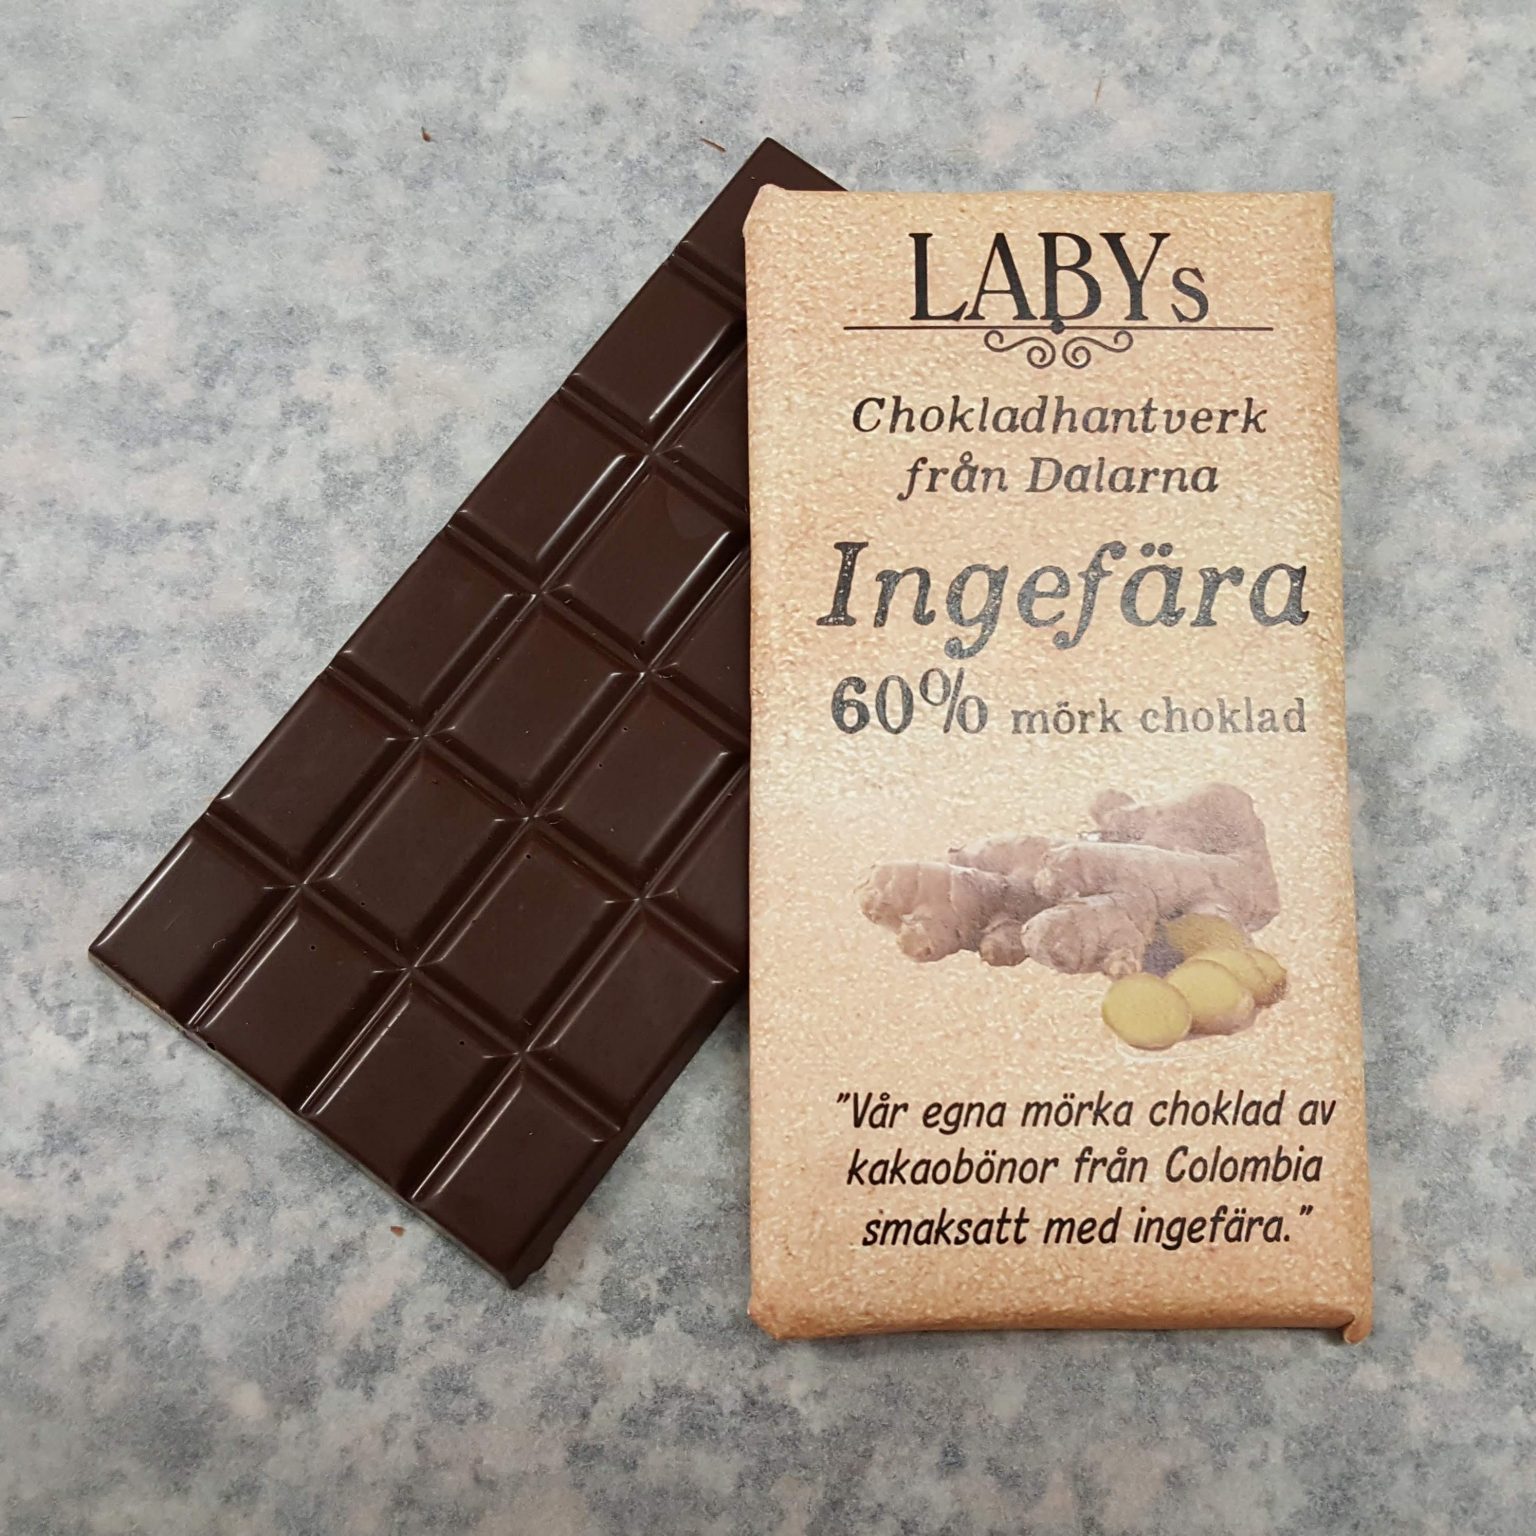 LABYs
Chokladhantverk
från Dalarna
Ingefära
60% mörk choklad
"Vår egna mörka choklad av
kakaobönor från Colombia
smaksatt med ingefära."